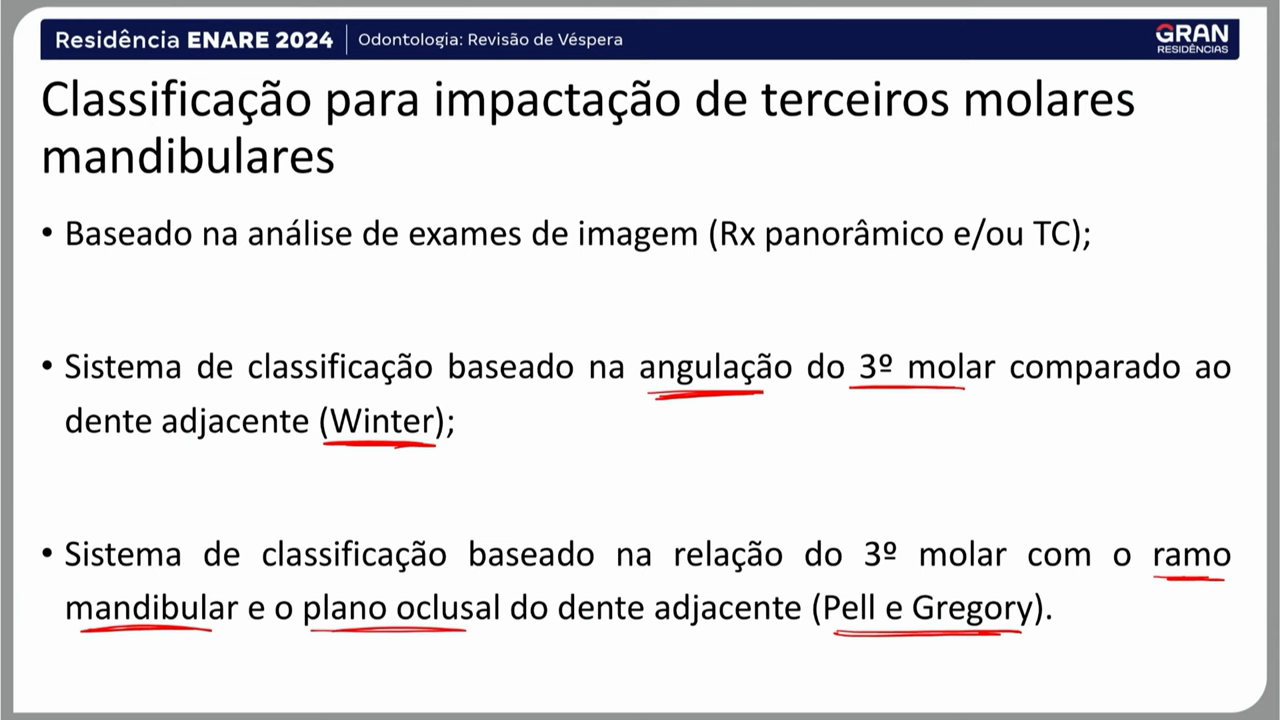 Residência ENARE 2024 | Odontologia: Revisão de Véspera
GRAN
RESIDÊNCIAS
Classificação para impactação de terceiros molares
mandibulares
• Baseado na análise de exames de imagem (Rx panorâmico e/ou TC);
• Sistema de classificação baseado na angulação do 3º molar comparado ao
dente adjacente (Winter);
• Sistema de classificação baseado na relação do 3º molar com o ramo
mandibular e o plano oclusal do dente adjacente (Pell e Gregory).